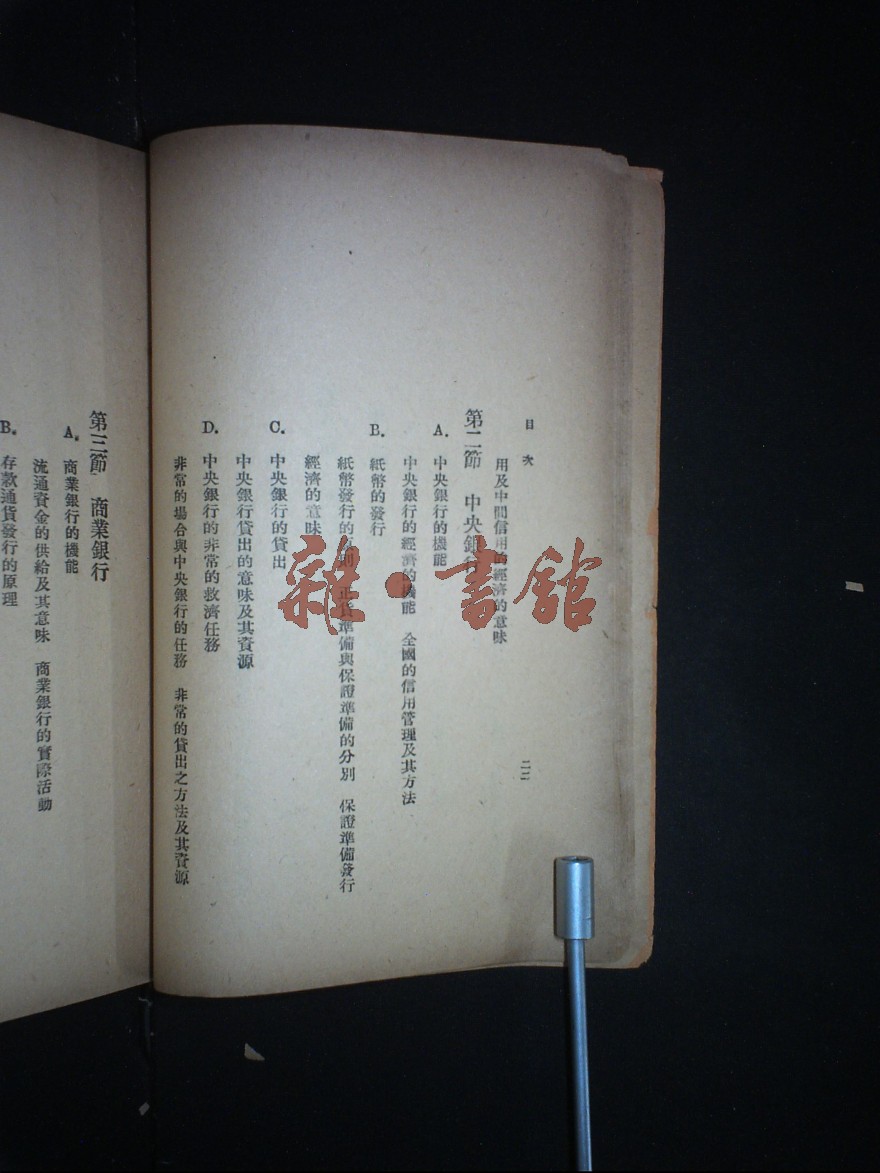 目次
二二
用及中間信用的經濟的意味
第二節 中央銀行
A. 中央銀行的機能
中央銀行的經濟的機能 全國的信用管理及其方法
B. 紙幣的發行
紙幣發行的原則 正貨準備與保證準備的分別 保證準備發行
經濟的意味
C. 中央銀行的貸出
中央銀行貸出的意味及其資源
D. 中央銀行的非常的救濟任務
非常的場合與中央銀行的任務 非常的貸出之方法及其資源
第三節 商業銀行
A. 商業銀行的機能
流通資金的供給及其意味 商業銀行的實際活動
B. 存款通貨發行的原理
雜·書館